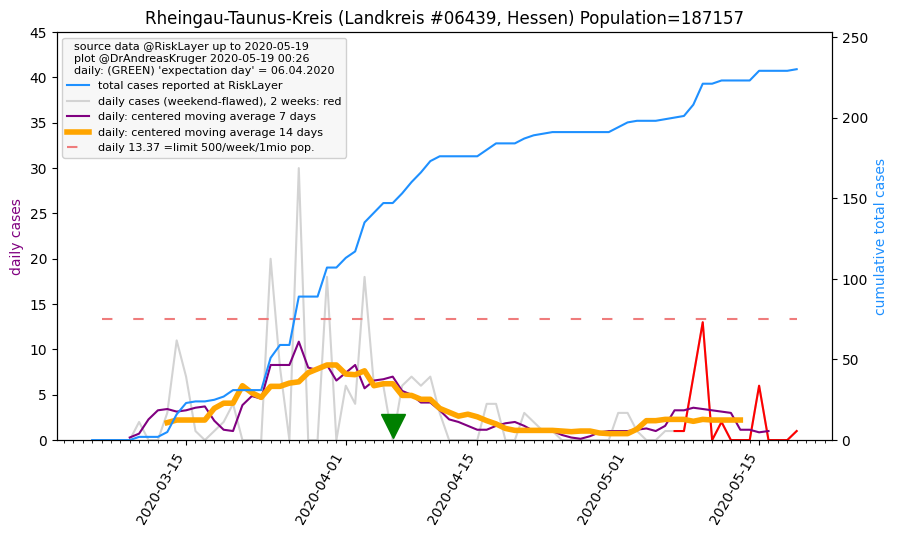 Rheingau-Taunus-Kreis (Landkreis #06439, Hessen) Population=187157
source data @RiskLayer up to 2020-05-19
plot @DrAndreasKruger 2020-05-19 00:26
daily: (GREEN) 'expectation day' = 06.04.2020
total cases reported at RiskLayer
daily cases (weekend-flawed), 2 weeks: red
daily: centered moving average 7 days
daily: centered moving average 14 days
daily 13.37 =limit 500/week/1mio pop.
daily cases
45
40
35
30
25
20
15
10
5
0
250
200
150
100
50
0
cumulative total cases
2020-03-15
2020-04-01
2020-04-15
2020-05-01
2020-05-15